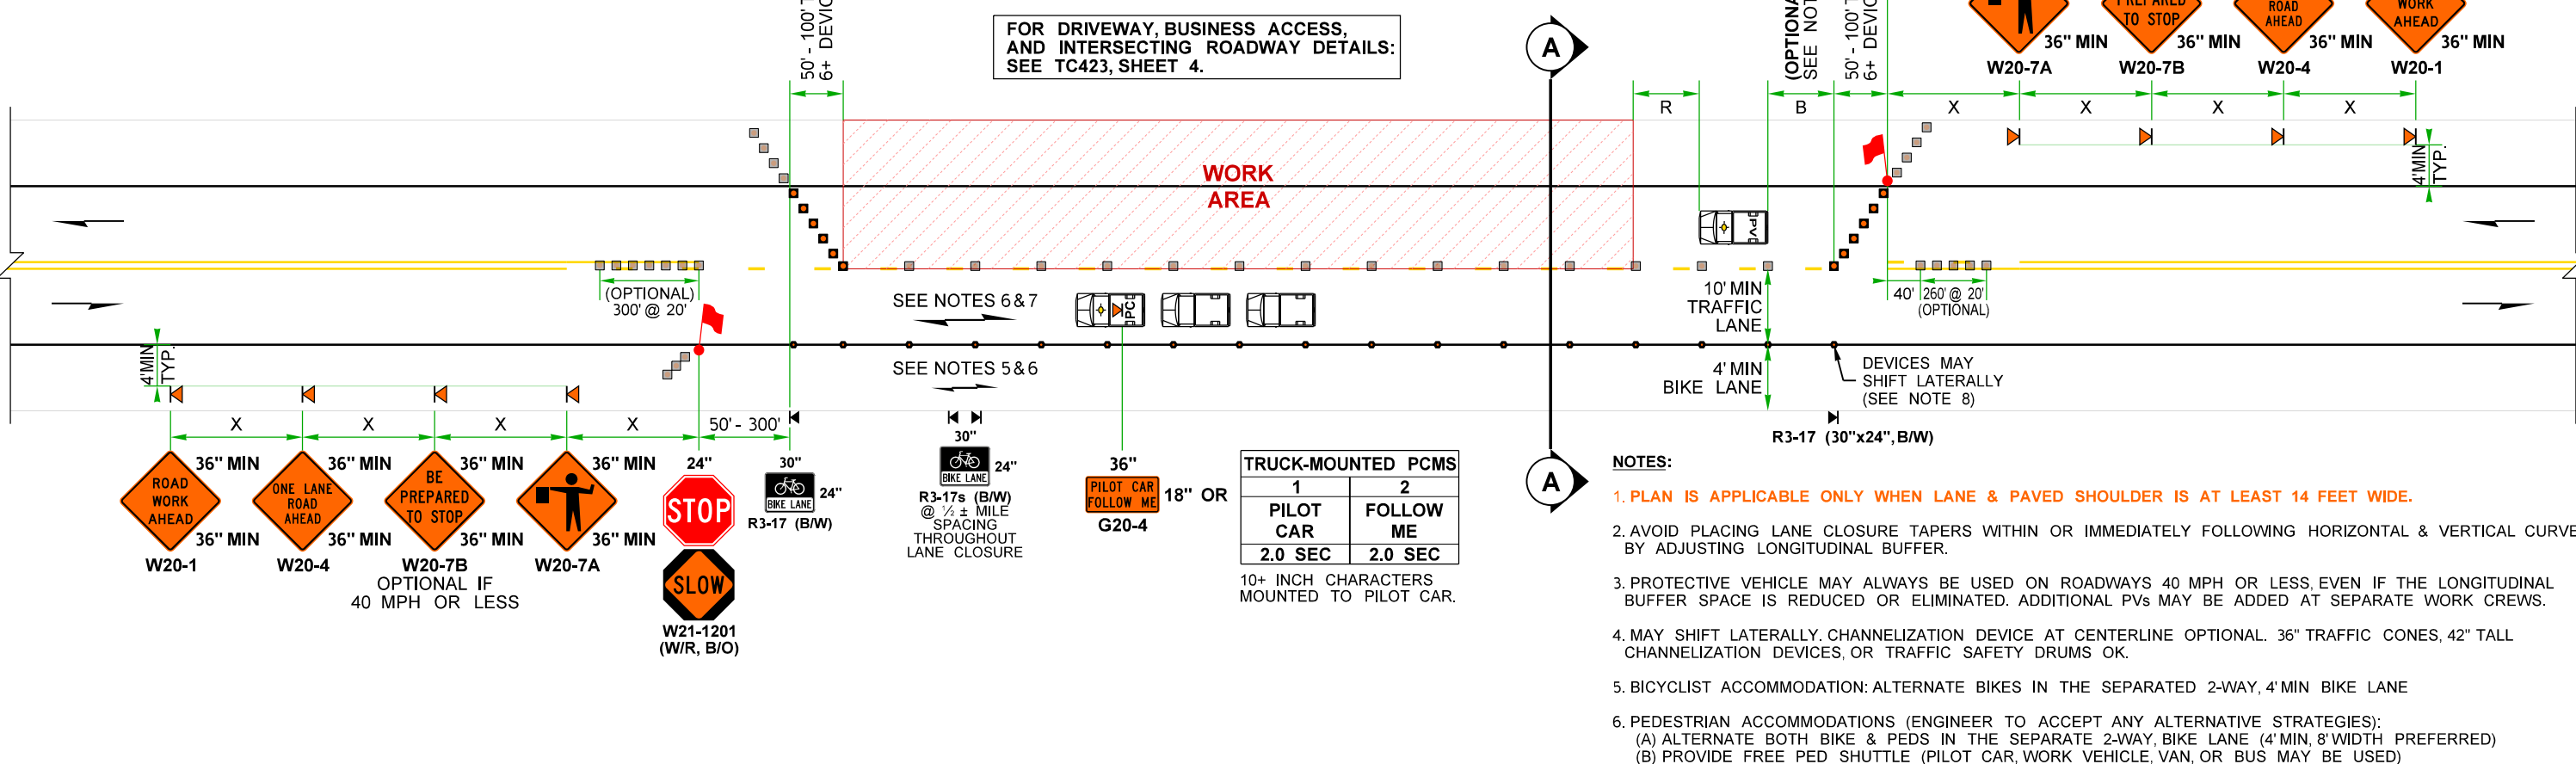 50' - 100' T
6+ DEVIC
FOR DRIVEWAY, BUSINESS ACCESS,
AND INTERSECTING ROADWAY DETAILS:
SEE TC423, SHEET 4.
A
(OPTIONA
SEE NOT
50' - 100' T
6+ DEVIC
PREPARED
TO STOP
ROAD
AHEAD
WORK
AHEAD
36" MIN
36" MIN
36" MIN
36" MIN
W20-7A
W20-7B
W20-4
W20-1
R
B
X
X
X
X
WORK
AREA
PV
4' MIN
TYP.
(OPTIONAL)
300' @ 20'
SEE NOTES 6 & 7
PC
10' MIN
TRAFFIC
LANE
40'
260' @ 20'
(OPTIONAL)
4' MIN
TYP.
SEE NOTES 5 & 6
4' MIN
BIKE LANE
DEVICES MAY
SHIFT LATERALLY
(SEE NOTE 8)
X
X
X
X
50' - 300'
R3-17 (30"x24", B/W)
ROAD
WORK
AHEAD
36" MIN
36" MIN
W20-1
ONE LANE
ROAD
AHEAD
36" MIN
36" MIN
W20-4
BE
PREPARED
TO STOP
36" MIN
36" MIN
W20-7B
OPTIONAL IF
40 MPH OR LESS
36" MIN
36" MIN
W20-7A
24"
STOP
SLOW
W21-1201
(W/R, B/O)
30"
BIKE LANE
24"
R3-17 (B/W)
30"
BIKE LANE
24"
R3-17s (B/W)
@ ½ ± MILE
SPACING
THROUGHOUT
LANE CLOSURE
36"
PILOT CAR
FOLLOW ME
18" OR
G20-4
TRUCK-MOUNTED PCMS
1 2
PILOT FOLLOW
CAR ME
2.0 SEC 2.0 SEC
10+ INCH CHARACTERS
MOUNTED TO PILOT CAR.
A
NOTES:
1. PLAN IS APPLICABLE ONLY WHEN LANE & PAVED SHOULDER IS AT LEAST 14 FEET WIDE.
2. AVOID PLACING LANE CLOSURE TAPERS WITHIN OR IMMEDIATELY FOLLOWING HORIZONTAL & VERTICAL CURVE
BY ADJUSTING LONGITUDINAL BUFFER.
3. PROTECTIVE VEHICLE MAY ALWAYS BE USED ON ROADWAYS 40 MPH OR LESS, EVEN IF THE LONGITUDINAL
BUFFER SPACE IS REDUCED OR ELIMINATED. ADDITIONAL PVs MAY BE ADDED AT SEPARATE WORK CREWS.
4. MAY SHIFT LATERALLY. CHANNELIZATION DEVICE AT CENTERLINE OPTIONAL. 36" TRAFFIC CONES, 42" TALL
CHANNELIZATION DEVICES, OR TRAFFIC SAFETY DRUMS OK.
5. BICYCLIST ACCOMMODATION: ALTERNATE BIKES IN THE SEPARATED 2-WAY, 4' MIN BIKE LANE
6. PEDESTRIAN ACCOMMODATIONS (ENGINEER TO ACCEPT ANY ALTERNATIVE STRATEGIES):
(A) ALTERNATE BOTH BIKE & PEDS IN THE SEPARATE 2-WAY, BIKE LANE (4' MIN, 8' WIDTH PREFERRED)
(B) PROVIDE FREE PED SHUTTLE (PILOT CAR, WORK VEHICLE, VAN, OR BUS MAY BE USED)